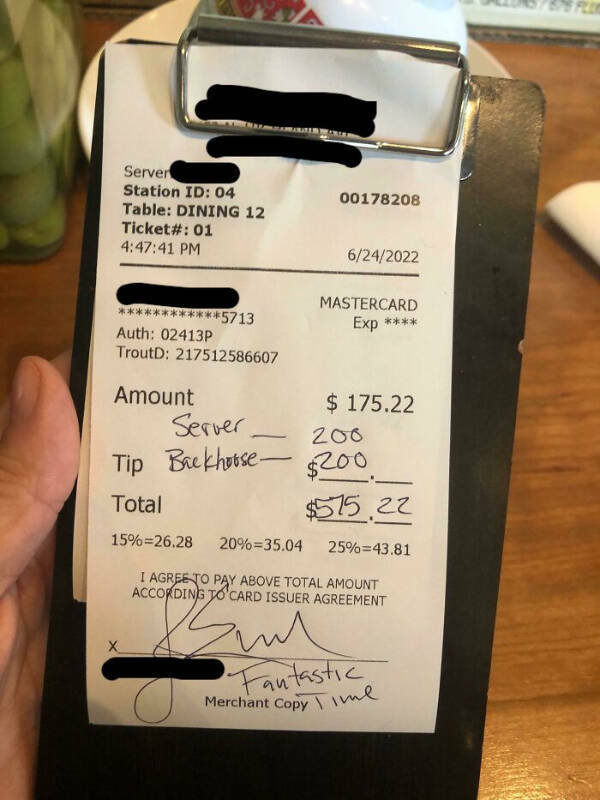 Server
Station ID: 04
00178208
Table: DINING 12
Ticket#: 01
4:47:41 PM
6/24/2022
MASTERCARD
************5713
Exp ****
Auth: 02413P
TroutD: 217512586607
Amount $ 175.22
Server — 200
Tip Backhouse — $200.
Total $575.22
15%=26.28 20%=35.04 25%=43.81
I AGREE TO PAY ABOVE TOTAL AMOUNT
ACCORDING TO CARD ISSUER AGREEMENT
X
Fantastic
Merchant Copy Time